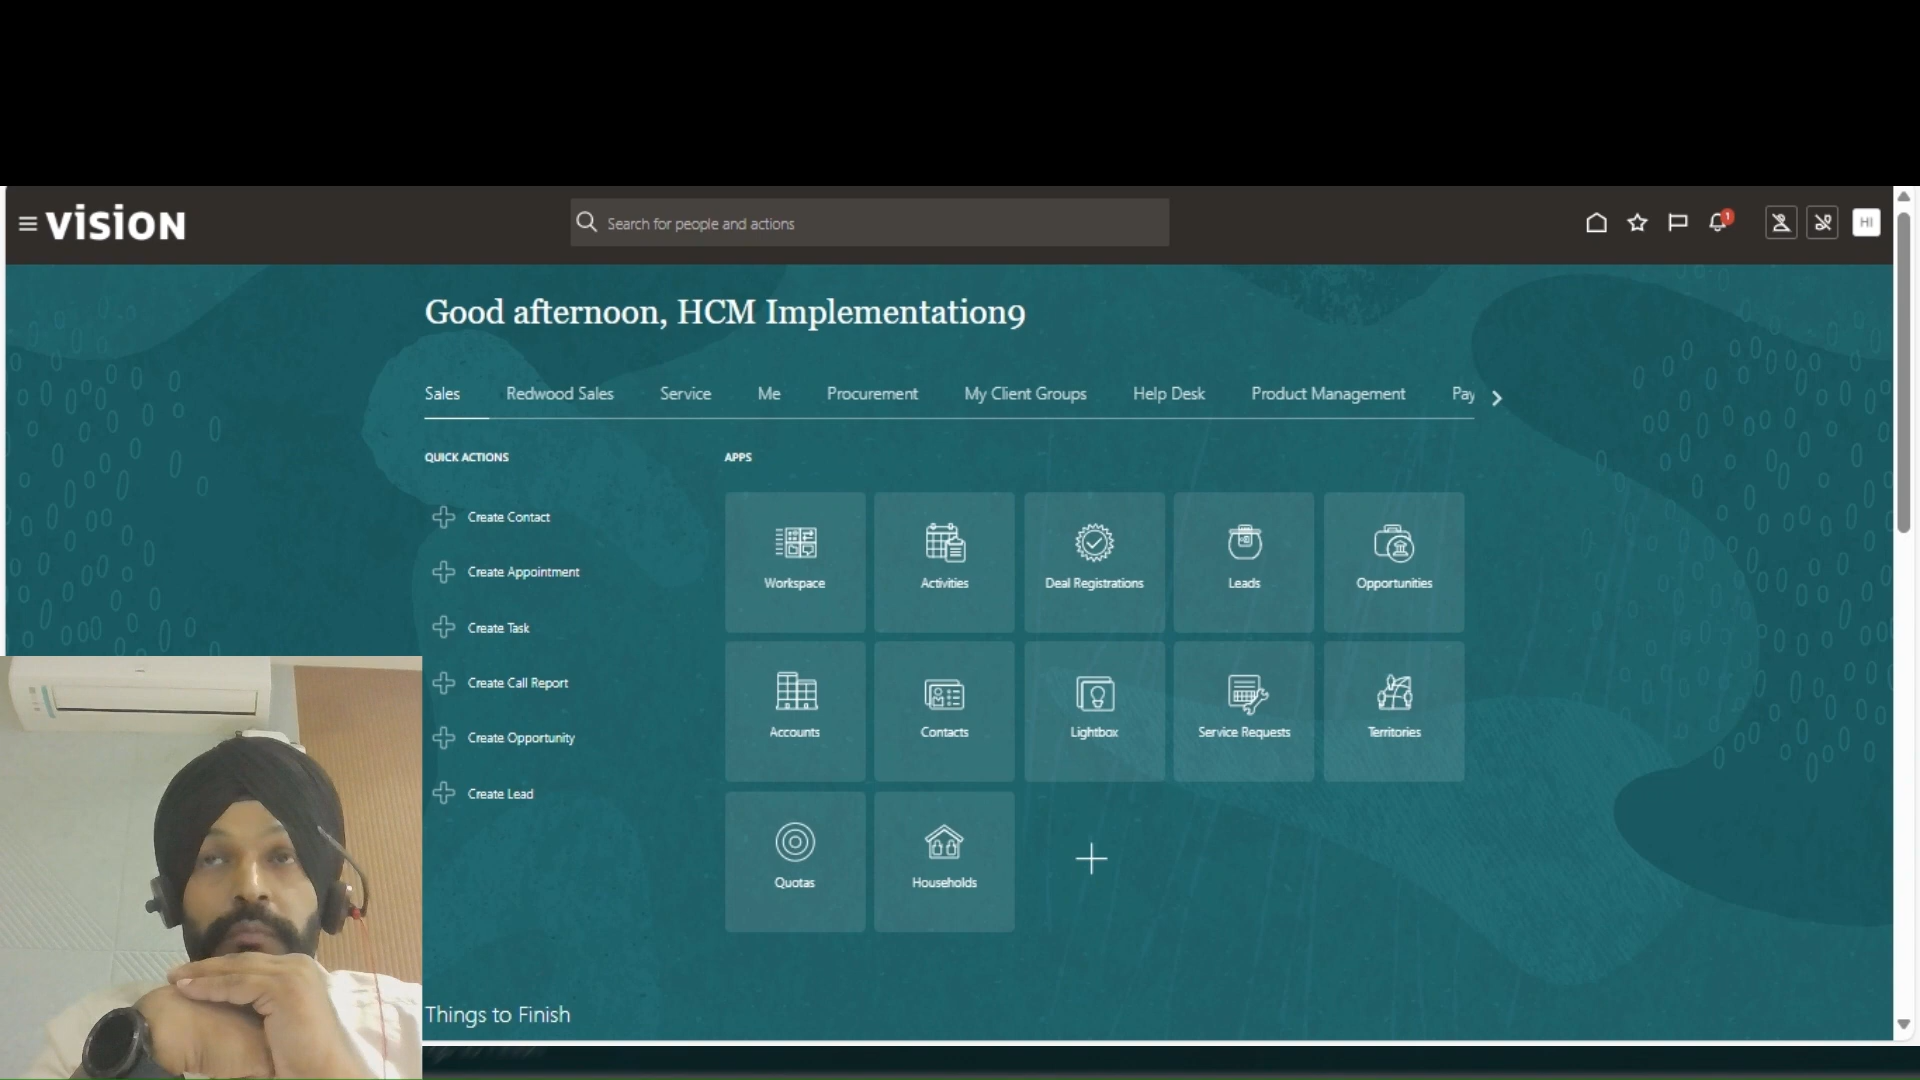 vision
Search for people and actions
1
HI
Good afternoon, HCM Implementation9
Sales Redwood Sales Service Me Procurement My Client Groups Help Desk Product Management Pay
QUICK ACTIONS
Create Contact
Create Appointment
Create Task
Create Call Report
Create Opportunity
Create Lead
APPS
Workspace Activities Deal Registrations Leads Opportunities
Accounts Contacts Lightbox Service Requests Territories
Quotas Households
Things to Finish